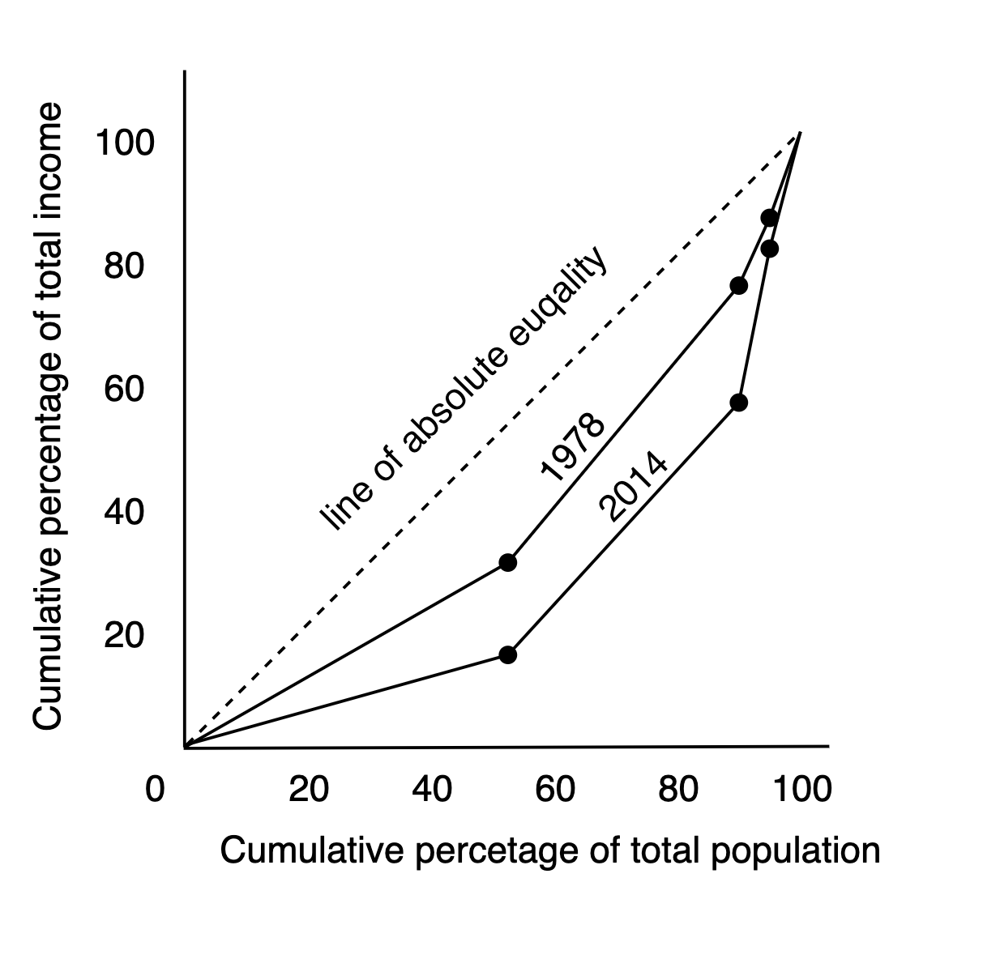 Cumulative percentage of total income
100
80
60
40
20
line of absolute euqality
1978
2014
0 20 40 60 80 100
Cumulative percetage of total population